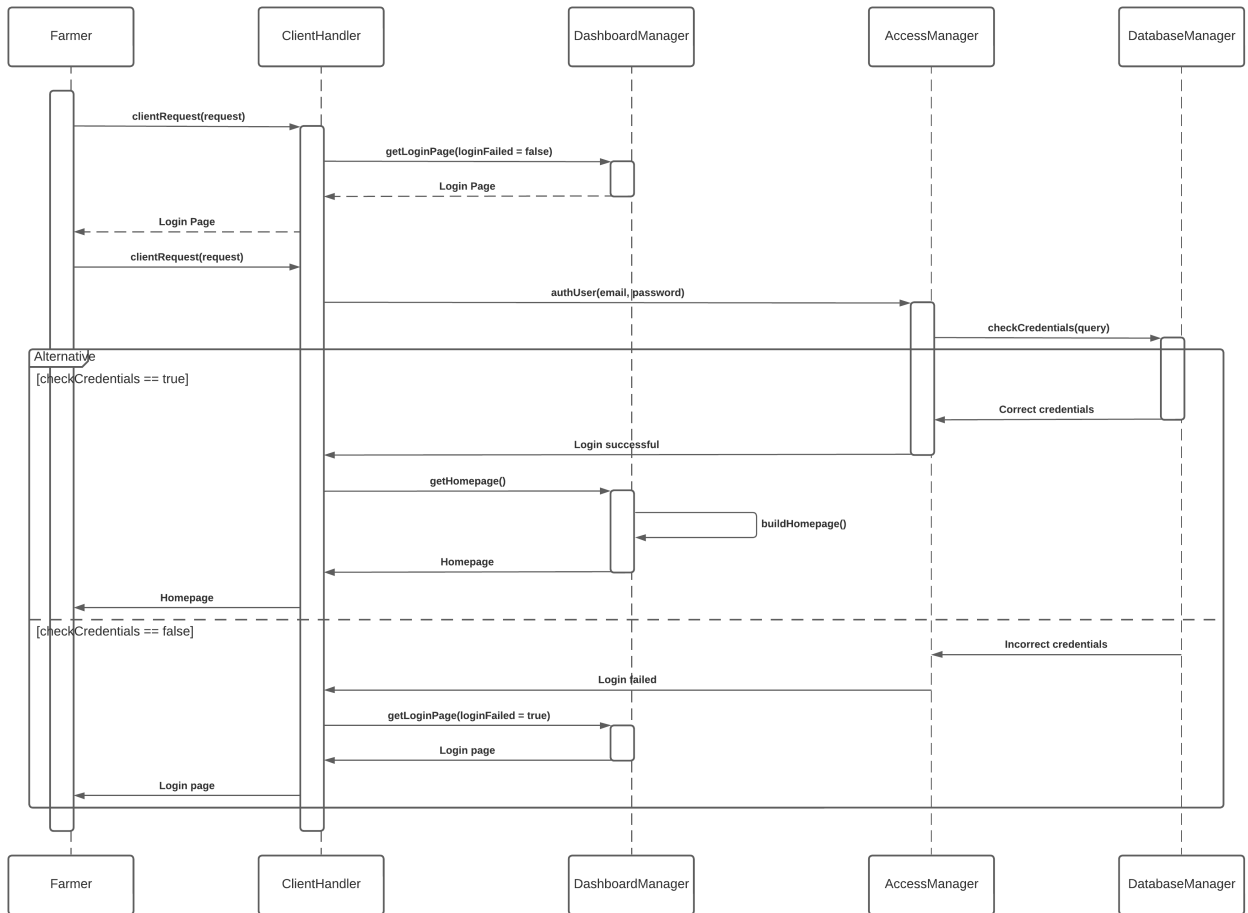 Farmer
ClientHandler
DashboardManager
AccessManager
DatabaseManager
clientRequest(request)
getLoginPage(loginFailed = false)
Login Page
Login Page
clientRequest(request)
authUser(email, password)
checkCredentials(query)
Alternative
[checkCredentials == true]
Correct credentials
Login successful
getHomepage()
buildHomepage()
Homepage
Homepage
[checkCredentials == false]
Incorrect credentials
Login failed
getLoginPage(loginFailed = true)
Login page
Login page
Farmer
ClientHandler
DashboardManager
AccessManager
DatabaseManager